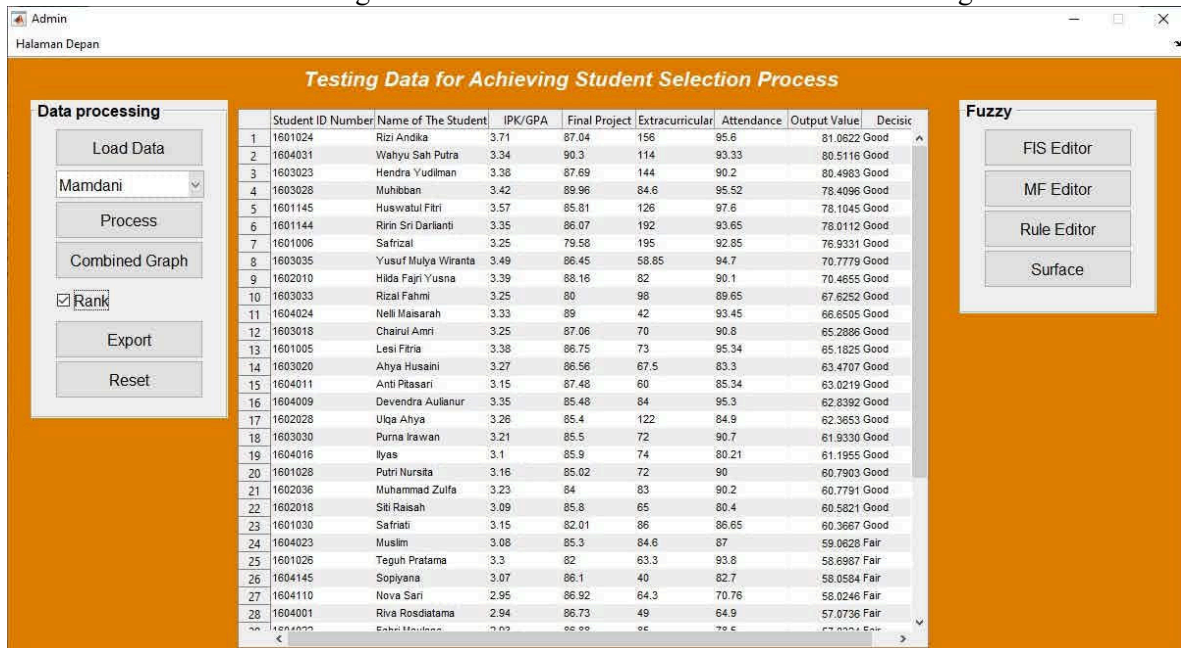 Admin
Halaman Depan
Testing Data for Achieving Student Selection Process
Data processing
Load Data
Mamdani
Process
Combined Graph
Rank
Export
Reset
Student ID Number Name of The Student IPK/GPA Final Project Extracurricular Attendance Output Value Decisic
1 1601024 Rizi Andika 3.71 87.04 156 95.6 81.0622 Good
2 1604031 Wahyu Sah Putra 3.34 90.3 114 93.33 80.5116 Good
3 1603023 Hendra Yudilman 3.38 87.69 144 90.2 80.4983 Good
4 1603028 Muhibban 3.42 89.96 84.6 95.52 78.4096 Good
5 1601145 Huswatul Fitri 3.57 85.81 126 97.6 78.1045 Good
6 1601144 Ririn Sri Darlianti 3.35 86.07 192 93.65 78.0112 Good
7 1601006 Safrizal 3.25 79.58 195 92.85 76.9331 Good
8 1603035 Yusuf Mulya Wiranta 3.49 86.45 58.85 94.7 70.7779 Good
9 1602010 Hilda Fajri Yusna 3.39 88.16 82 90.1 70.4655 Good
10 1603033 Rizal Fahmi 3.25 80 98 89.65 67.6252 Good
11 1604024 Nelli Maisarah 3.33 89 42 93.45 66.6505 Good
12 1603018 Chairul Amri 3.25 87.06 70 90.8 65.2886 Good
13 1601005 Lesi Fitria 3.38 86.75 73 95.34 65.1825 Good
14 1603020 Ahya Husaini 3.27 86.56 67.5 83.3 63.4707 Good
15 1604011 Anti Pitasari 3.15 87.48 60 85.34 63.0219 Good
16 1604009 Devendra Aulianur 3.35 85.48 84 95.3 62.8392 Good
17 1602028 Ulqa Ahya 3.26 85.4 122 84.9 62.3653 Good
18 1603030 Purna Irawan 3.21 85.5 72 90.7 61.9330 Good
19 1604016 Ilyas 3.1 85.9 74 80.21 61.1955 Good
20 1601028 Putri Nursita 3.16 85.02 72 90 60.7903 Good
21 1602036 Muhammad Zulfa 3.23 84 83 90.2 60.7791 Good
22 1602018 Siti Raisah 3.09 85.8 65 80.4 60.5821 Good
23 1601030 Safriati 3.15 82.01 86 86.65 60.3667 Good
24 1604023 Muslim 3.08 85.3 84.6 87 59.0628 Fair
25 1601026 Teguh Pratama 3.3 82 63.3 93.8 58.6987 Fair
26 1604145 Sopiyana 3.07 86.1 40 82.7 58.0584 Fair
27 1604110 Nova Sari 2.95 86.92 64.3 70.76 58.0246 Fair
28 1604001 Riva Rosdiatama 2.94 86.73 49 64.9 57.0736 Fair
Fuzzy
FIS Editor
MF Editor
Rule Editor
Surface